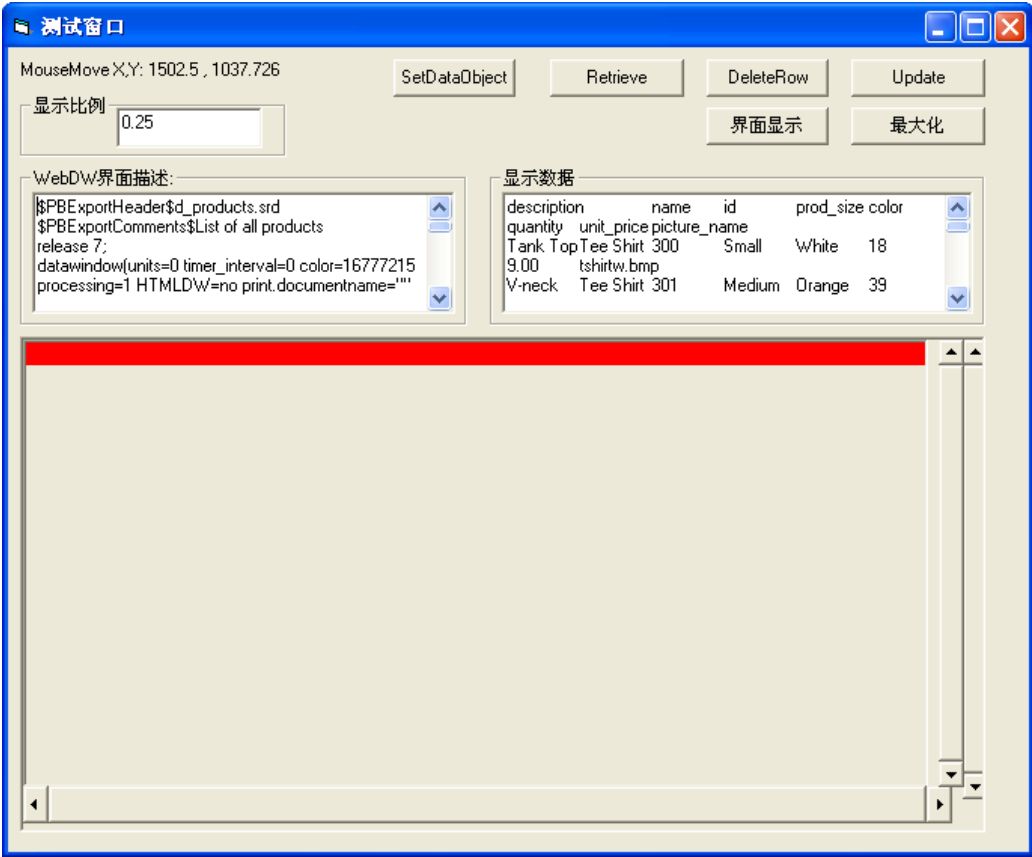 测试窗口
MouseMove X,Y: 1502.5 , 1037.726
SetDataObject
Retrieve
DeleteRow
Update
显示比例
0.25
界面显示
最大化
WebDW界面描述:
$PBExportHeader$d_products.srd
$PBExportComments$List of all products
release 7;
datawindow(units=0 timer_interval=0 color=16777215
processing=1 HTMLDW=no print.documentname=""
显示数据
description name id prod_size color
quantity unit_price picture_name
Tank Top Tee Shirt 300 Small White 18
9.00 tshirtw.bmp
V-neck Tee Shirt 301 Medium Orange 39